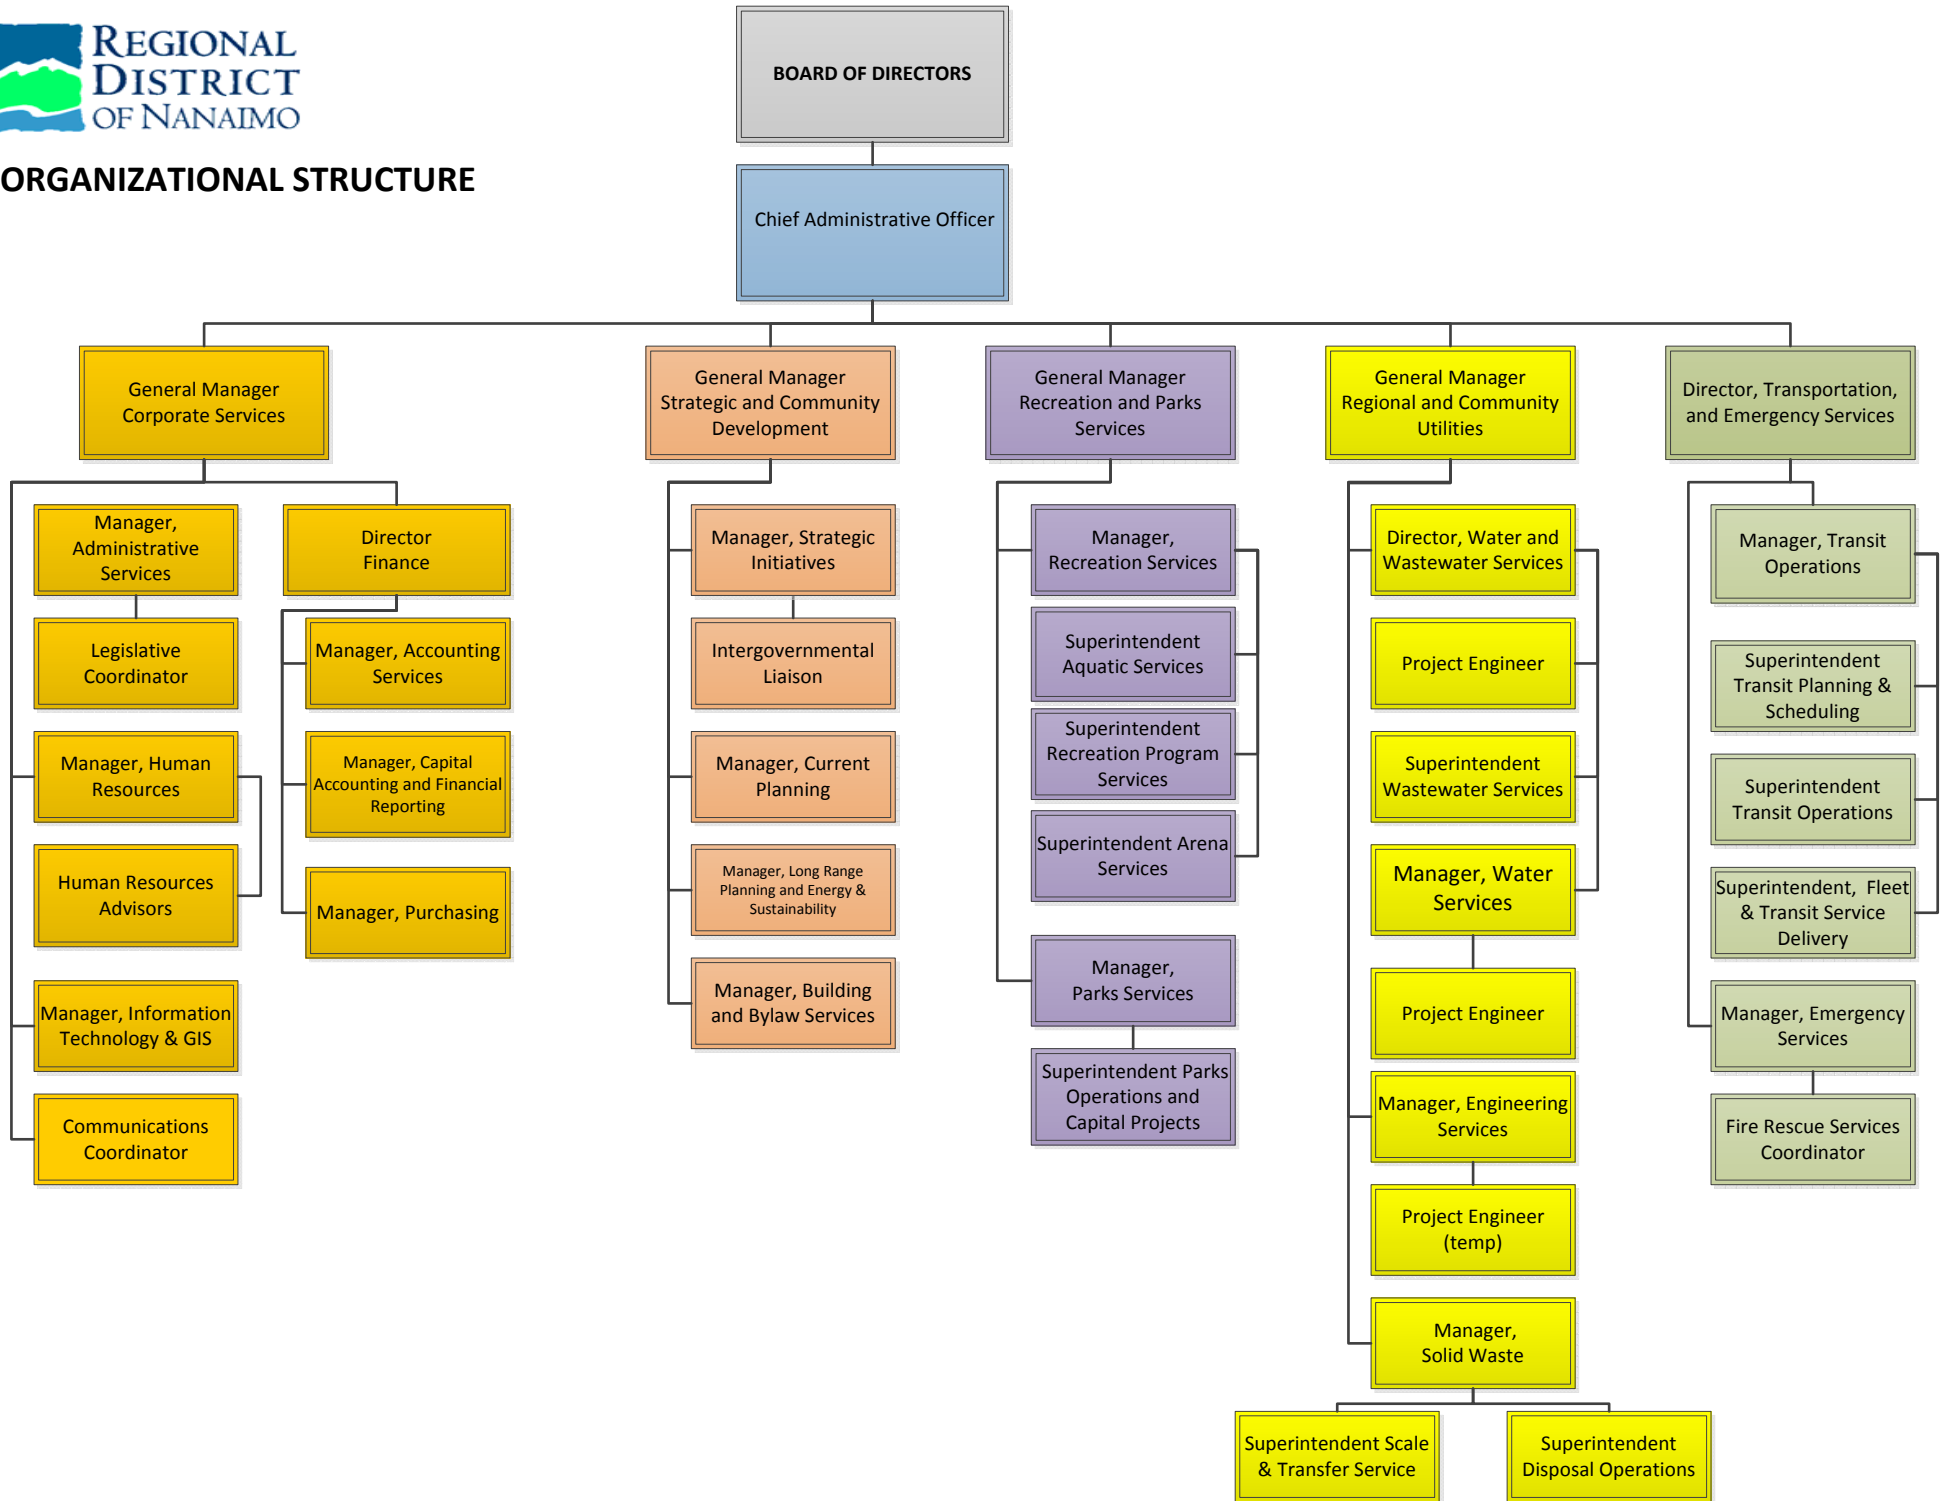 REGIONAL
DISTRICT
OF NANAIMO
ORGANIZATIONAL STRUCTURE
BOARD OF DIRECTORS
Chief Administrative Officer
General Manager
Corporate Services
General Manager
Strategic and Community
Development
General Manager
Recreation and Parks
Services
General Manager
Regional and Community
Utilities
Director, Transportation,
and Emergency Services
Manager,
Administrative
Services
Legislative
Coordinator
Manager, Human
Resources
Human Resources
Advisors
Manager, Information
Technology & GIS
Communications
Coordinator
Director
Finance
Manager, Accounting
Services
Manager, Capital
Accounting and Financial
Reporting
Manager, Purchasing
Manager, Strategic
Initiatives
Intergovernmental
Liaison
Manager, Current
Planning
Manager, Long Range
Planning and Energy &
Sustainability
Manager, Building
and Bylaw Services
Manager,
Recreation Services
Superintendent
Aquatic Services
Superintendent
Recreation Program
Services
Superintendent Arena
Services
Manager,
Parks Services
Superintendent Parks
Operations and
Capital Projects
Director, Water and
Wastewater Services
Project Engineer
Superintendent
Wastewater Services
Manager, Water
Services
Project Engineer
Manager, Engineering
Services
Project Engineer
(temp)
Manager,
Solid Waste
Superintendent Scale
& Transfer Service
Superintendent
Disposal Operations
Manager, Transit
Operations
Superintendent
Transit Planning &
Scheduling
Superintendent
Transit Operations
Superintendent, Fleet
& Transit Service
Delivery
Manager, Emergency
Services
Fire Rescue Services
Coordinator